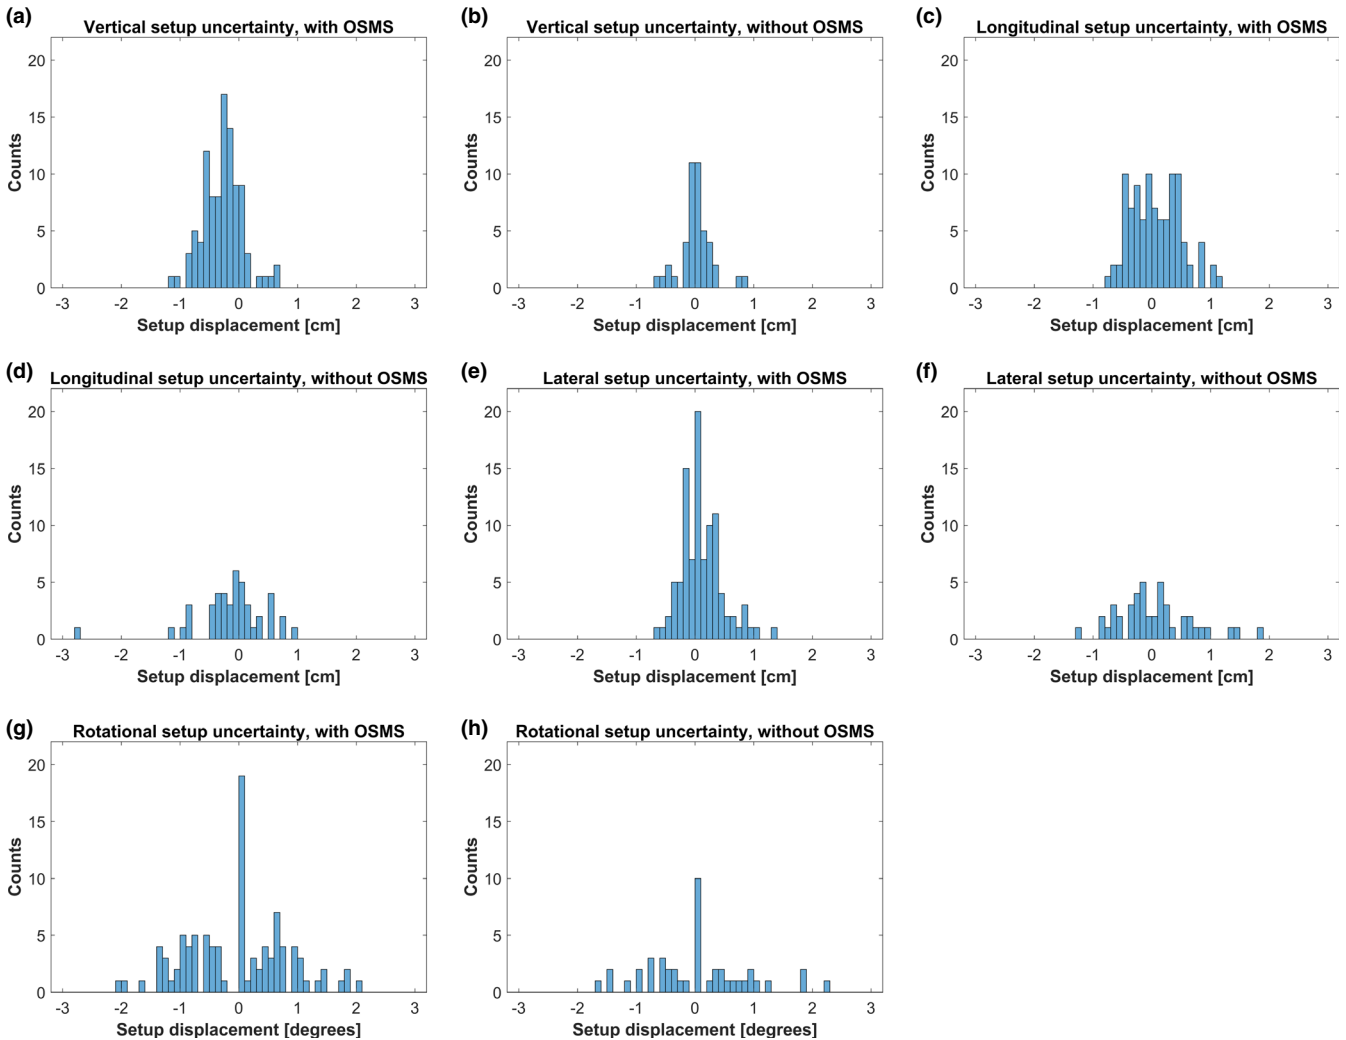 (a)
Vertical setup uncertainty, with OSMS
20
15
10
5
0
Counts
-3 -2 -1 0 1 2 3
Setup displacement [cm]
(b)
Vertical setup uncertainty, without OSMS
20
15
10
5
0
Counts
-3 -2 -1 0 1 2 3
Setup displacement [cm]
(c)
Longitudinal setup uncertainty, with OSMS
20
15
10
5
0
Counts
-3 -2 -1 0 1 2 3
Setup displacement [cm]
(d)
Longitudinal setup uncertainty, without OSMS
20
15
10
5
0
Counts
-3 -2 -1 0 1 2 3
Setup displacement [cm]
(e)
Lateral setup uncertainty, with OSMS
20
15
10
5
0
Counts
-3 -2 -1 0 1 2 3
Setup displacement [cm]
(f)
Lateral setup uncertainty, without OSMS
20
15
10
5
0
Counts
-3 -2 -1 0 1 2 3
Setup displacement [cm]
(g)
Rotational setup uncertainty, with OSMS
20
15
10
5
0
Counts
-3 -2 -1 0 1 2 3
Setup displacement [degrees]
(h)
Rotational setup uncertainty, without OSMS
20
15
10
5
0
Counts
-3 -2 -1 0 1 2 3
Setup displacement [degrees]